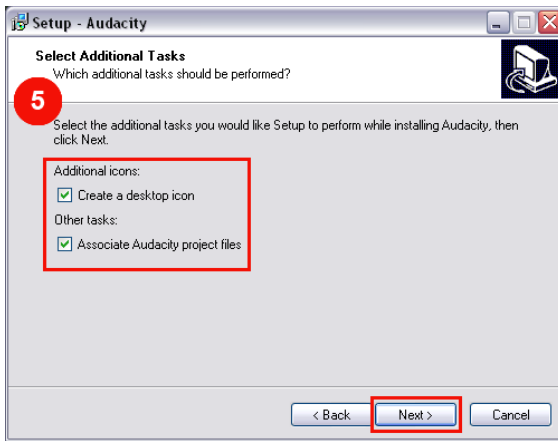 Setup - Audacity
Select Additional Tasks
Which additional tasks should be performed?
5
Select the additional tasks you would like Setup to perform while installing Audacity, then
click Next.
Additional icons:
Create a desktop icon
Other tasks:
Associate Audacity project files
< Back Next > Cancel